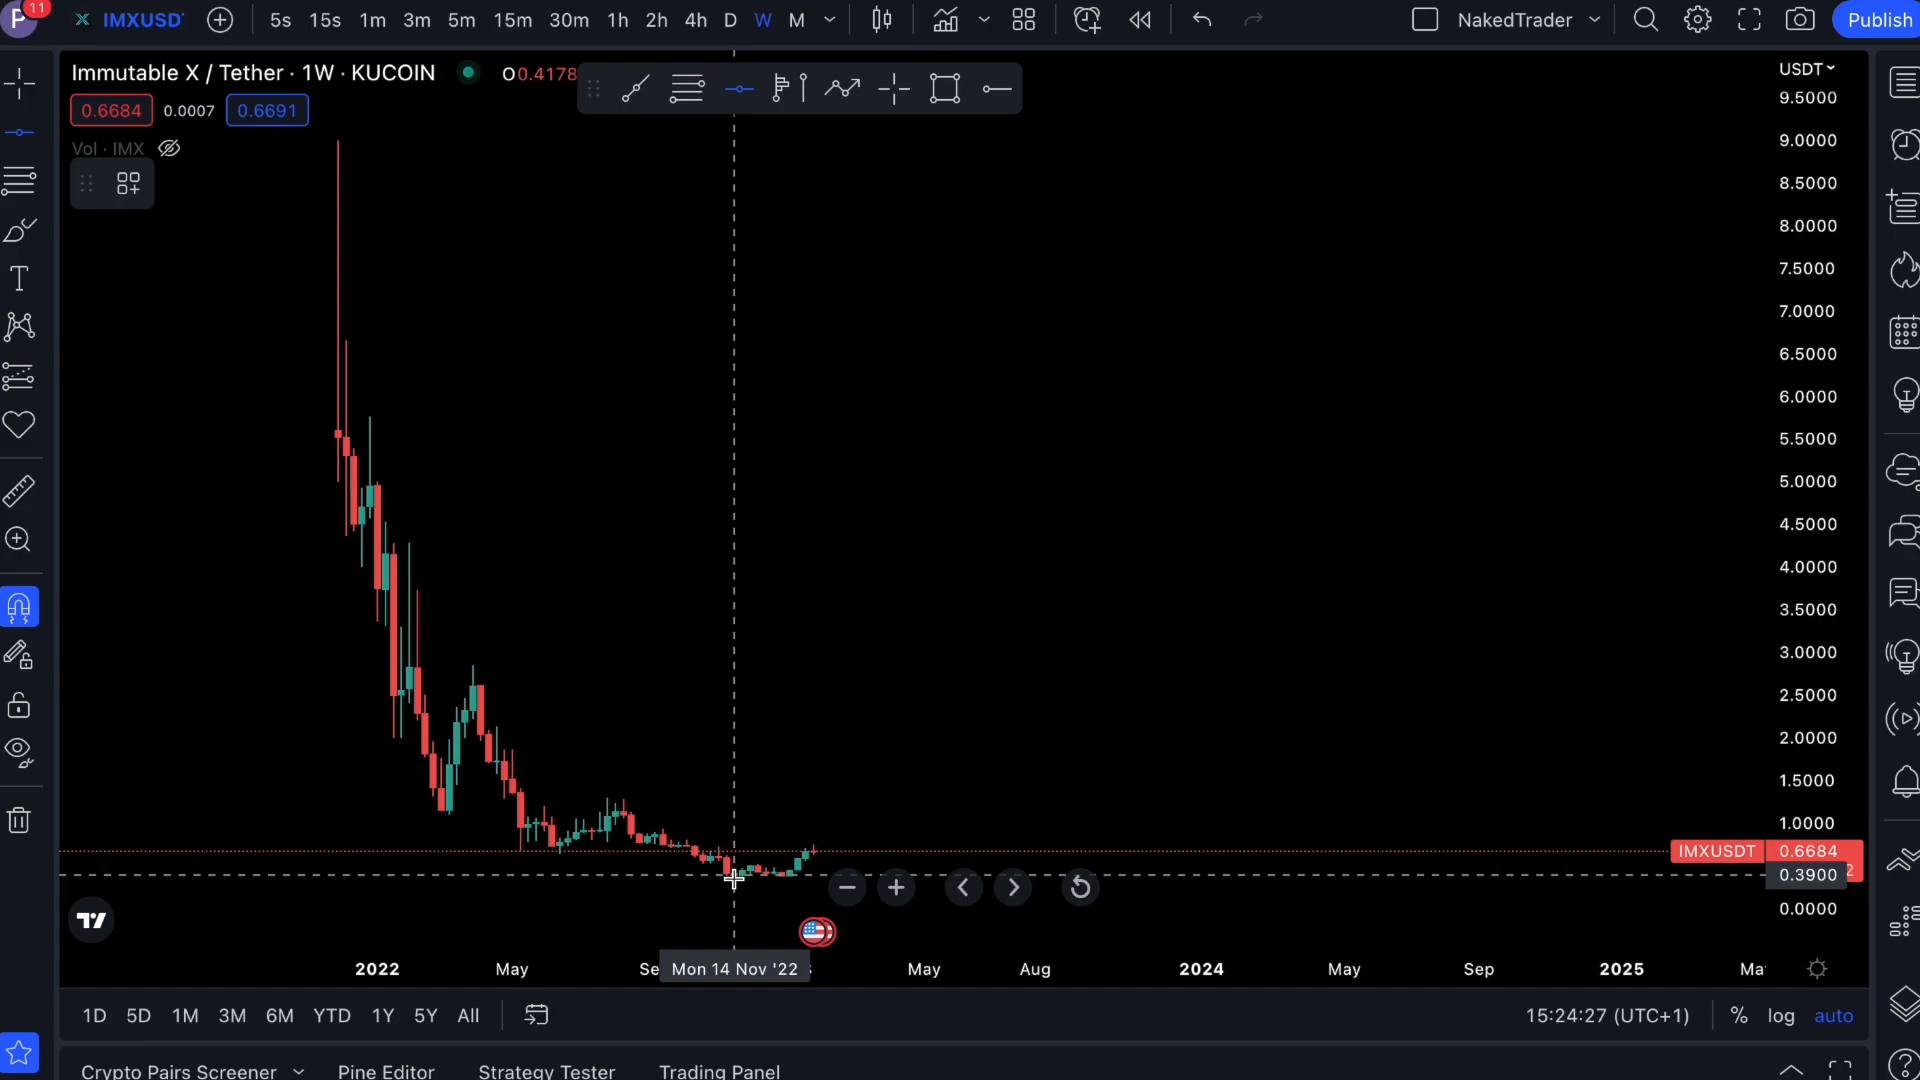 P 11 IMXUSD 5s 15s 1m 3m 5m 15m 30m 1h 2h 4h D W M NakedTrader Publish
Immutable X / Tether · 1W · KUCOIN O0.4178
0.6684 0.0007 0.6691
Vol · IMX
T
USDT
9.5000
9.0000
8.5000
8.0000
7.5000
7.0000
6.5000
6.0000
5.5000
5.0000
4.5000
4.0000
3.5000
3.0000
2.5000
2.0000
1.5000
1.0000
IMXUSDT 0.6684
0.3900 2
0.0000
2022 May Se Mon 14 Nov '22 May Aug 2024 May Sep 2025 Ma
1D 5D 1M 3M 6M YTD 1Y 5Y All 15:24:27 (UTC+1) % log auto
Crypto Pairs Screener Pine Editor Strategy Tester Trading Panel